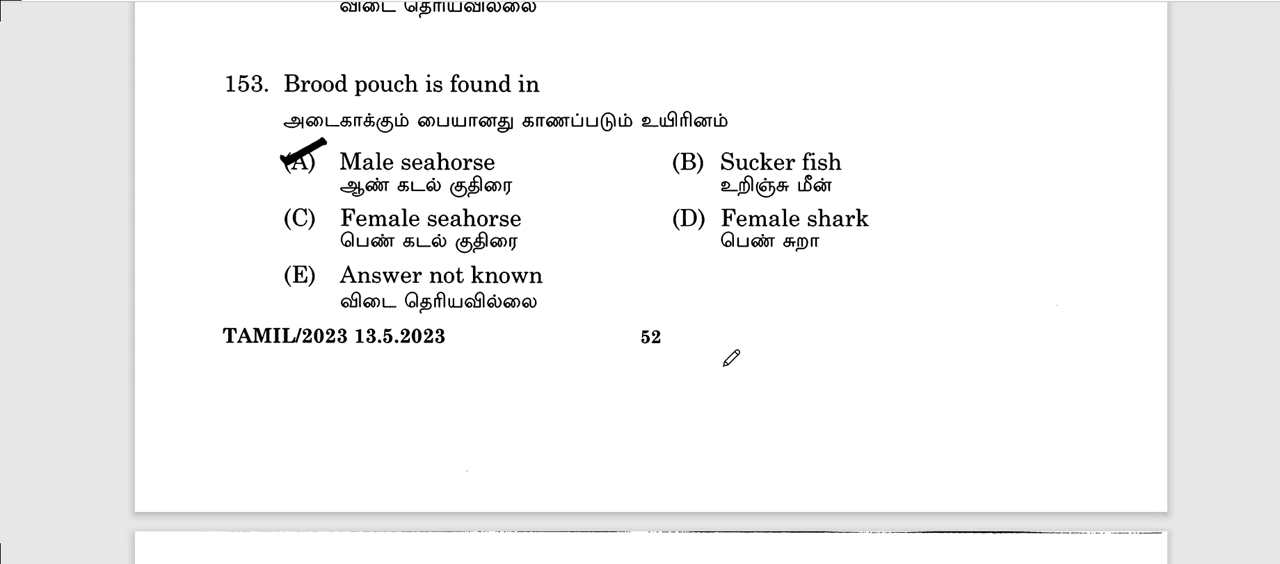 விடை தெரியவில்லை
153. Brood pouch is found in
அடைகாக்கும் பையானது காணப்படும் உயிரினம்
(A) Male seahorse (B) Sucker fish
ஆண் கடல் குதிரை உறிஞ்சு மீன்
(C) Female seahorse (D) Female shark
பெண் கடல் குதிரை பெண் சுறா
(E) Answer not known
விடை தெரியவில்லை
TAMIL/2023 13.5.2023 52